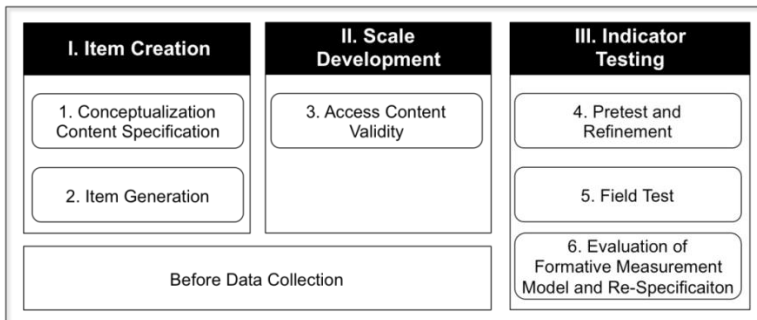 I. Item Creation
1. Conceptualization
Content Specification
2. Item Generation
II. Scale
Development
3. Access Content
Validity
III. Indicator
Testing
4. Pretest and
Refinement
5. Field Test
6. Evaluation of
Formative Measurement
Model and Re-Specificaiton
Before Data Collection